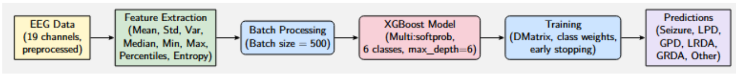 EEG Data
(19 channels,
preprocessed)
Feature Extraction
(Mean, Std, Var,
Median, Min, Max,
Percentiles, Entropy)
Batch Processing
(Batch size = 500)
XGBoost Model
(Multi:softprob,
6 classes, max_depth=6)
Training
(DMatrix, class weights,
early stopping)
Predictions
(Seizure, LPD,
GPD, LRDA,
GRDA, Other)